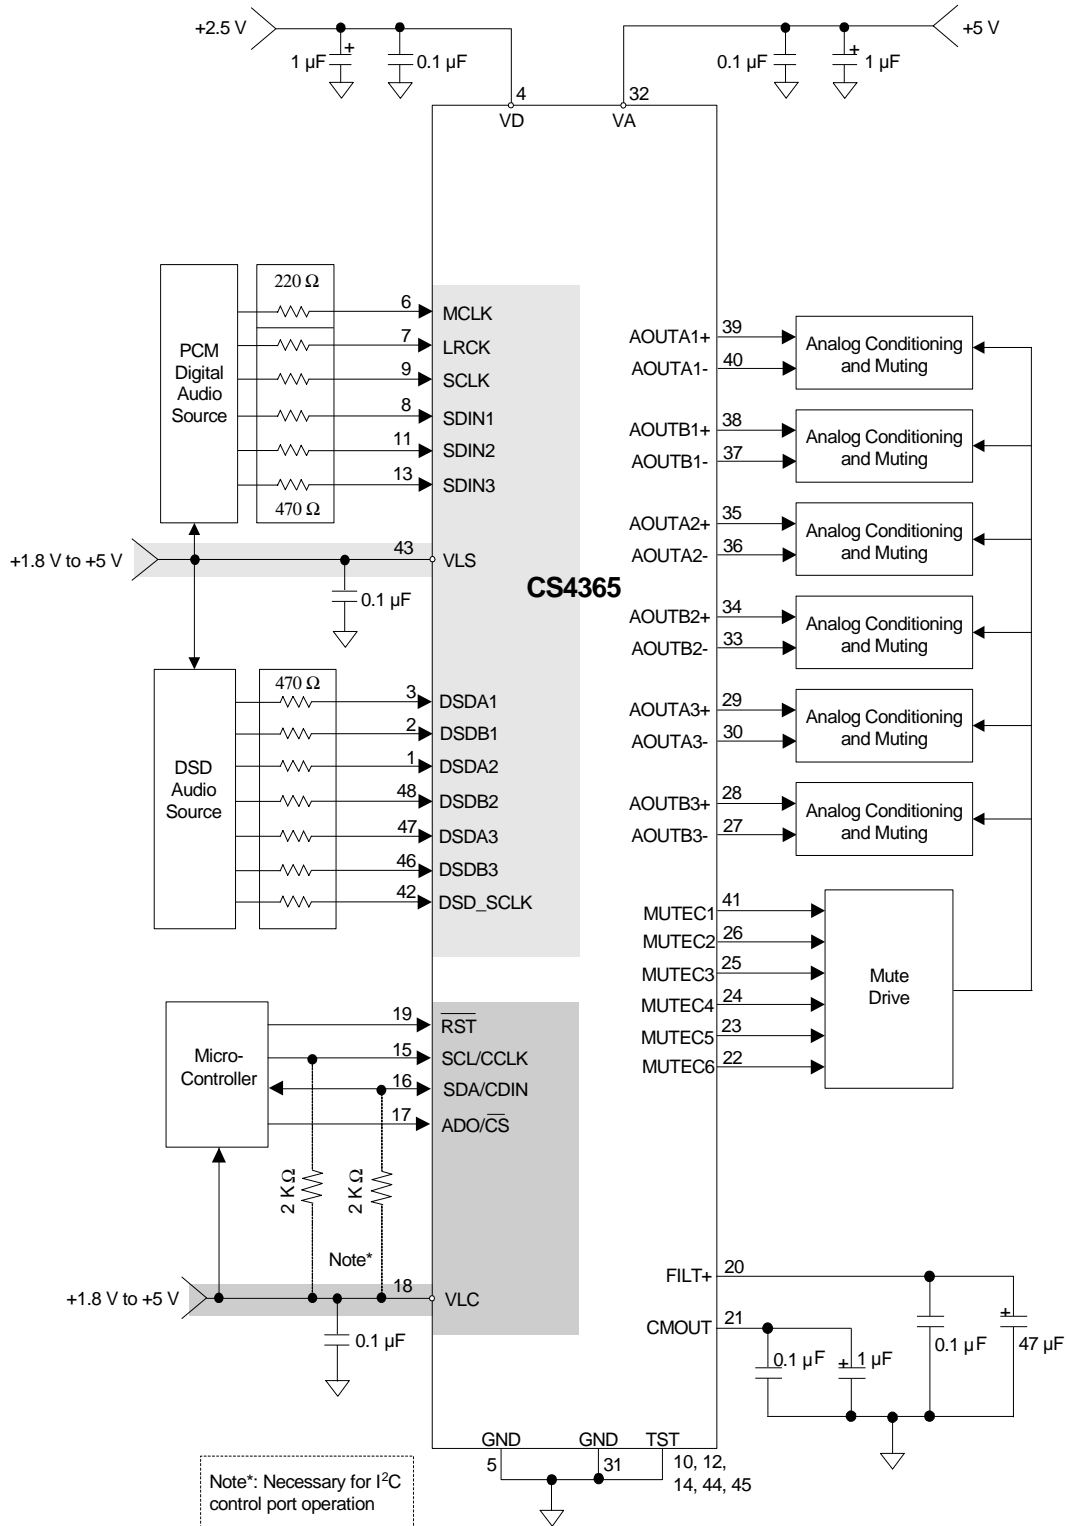 +2.5 V
1 µF
+
0.1 µF
0.1 µF
+
1 µF
+5 V
4
32
VD
VA
PCM
Digital
Audio
Source
220 Ω
470 Ω
6
MCLK
7
LRCK
9
SCLK
8
SDIN1
11
SDIN2
13
SDIN3
+1.8 V to +5 V
43
VLS
0.1 µF
CS4365
DSD
Audio
Source
470 Ω
3
DSDA1
2
DSDB1
1
DSDA2
48
DSDB2
47
DSDA3
46
DSDB3
42
DSD_SCLK
Micro-
Controller
19
RST
15
SCL/CCLK
16
SDA/CDIN
17
ADO/CS
2 KΩ
2 KΩ
Note*
+1.8 V to +5 V
18
VLC
0.1 µF
AOUTA1+
39
AOUTA1-
40
Analog Conditioning
and Muting
AOUTB1+
38
AOUTB1-
37
Analog Conditioning
and Muting
AOUTA2+
35
AOUTA2-
36
Analog Conditioning
and Muting
AOUTB2+
34
AOUTB2-
33
Analog Conditioning
and Muting
AOUTA3+
29
AOUTA3-
30
Analog Conditioning
and Muting
AOUTB3+
28
AOUTB3-
27
Analog Conditioning
and Muting
MUTEC1
41
MUTEC2
26
MUTEC3
25
MUTEC4
24
MUTEC5
23
MUTEC6
22
Mute
Drive
FILT+
20
CMOUT
21
0.1 µF
+
1 µF
0.1 µF
+
47 µF
GND
GND
TST
5
31
10, 12,
14, 44, 45
Note*: Necessary for I²C
control port operation